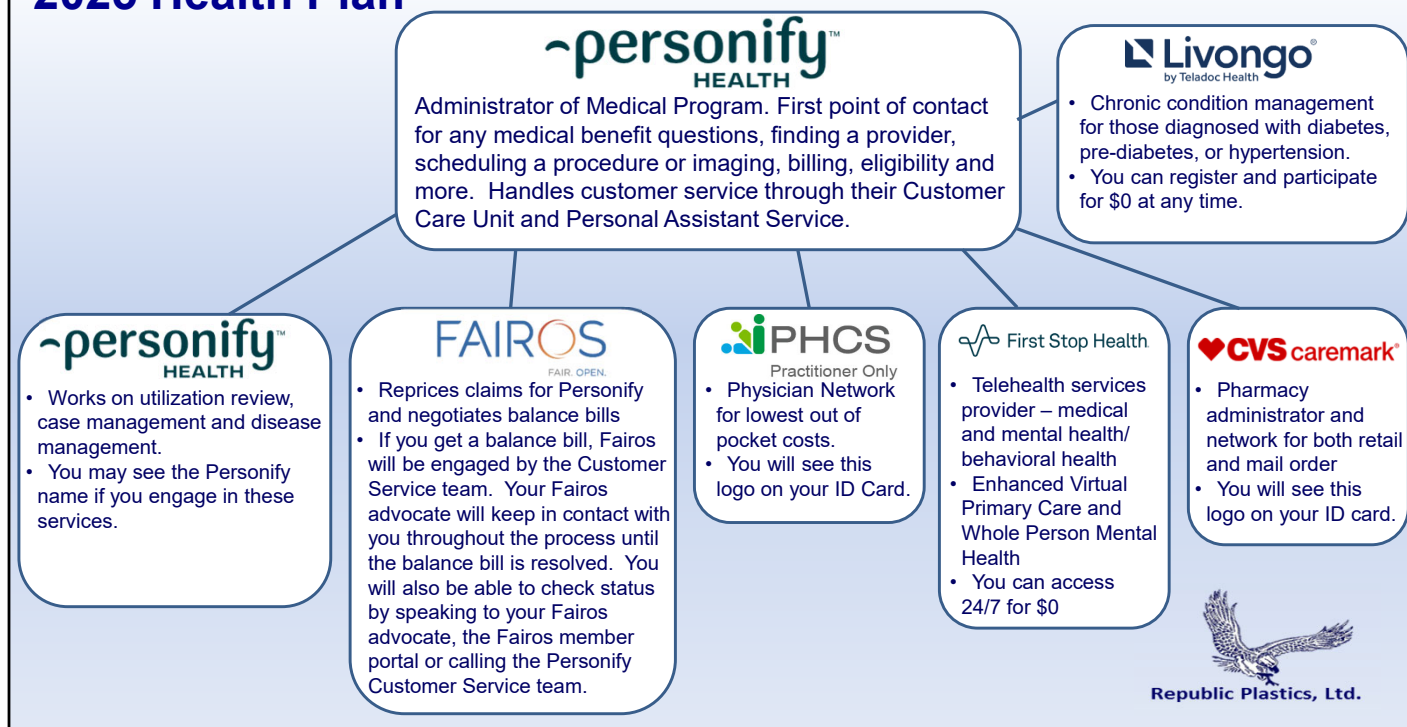 Health Plan
~personify™
HEALTH
Administrator of Medical Program. First point of contact
for any medical benefit questions, finding a provider,
scheduling a procedure or imaging, billing, eligibility and
more.  Handles customer service through their Customer
Care Unit and Personal Assistant Service.
Livongo®
by Teladoc Health
• Chronic condition management
for those diagnosed with diabetes,
pre-diabetes, or hypertension.
• You can register and participate
for $0 at any time.
~personify™
HEALTH
• Works on utilization review,
case management and disease
management.
• You may see the Personify
name if you engage in these
services.
FAIROS
FAIR. OPEN.
• Reprices claims for Personify
and negotiates balance bills
• If you get a balance bill, Fairos
will be engaged by the Customer
Service team.  Your Fairos
advocate will keep in contact with
you throughout the process until
the balance bill is resolved.  You
will also be able to check status
by speaking to your Fairos
advocate, the Fairos member
portal or calling the Personify
Customer Service team.
PHCS
Practitioner Only
• Physician Network
for lowest out of
pocket costs.
• You will see this
logo on your ID Card.
First Stop Health
• Telehealth services
provider – medical
and mental health/
behavioral health
• Enhanced Virtual
Primary Care and
Whole Person Mental
Health
• You can access
24/7 for $0
CVS caremark®
• Pharmacy
administrator and
network for both retail
and mail order
• You will see this
logo on your ID card.
Republic Plastics, Ltd.